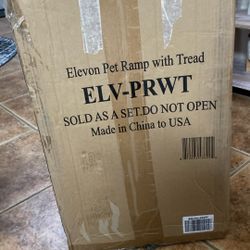 Elevon Pet Ramp with Tread
ELV-PRWT
SOLD AS A SET.DO NOT OPEN
Made in China to USA